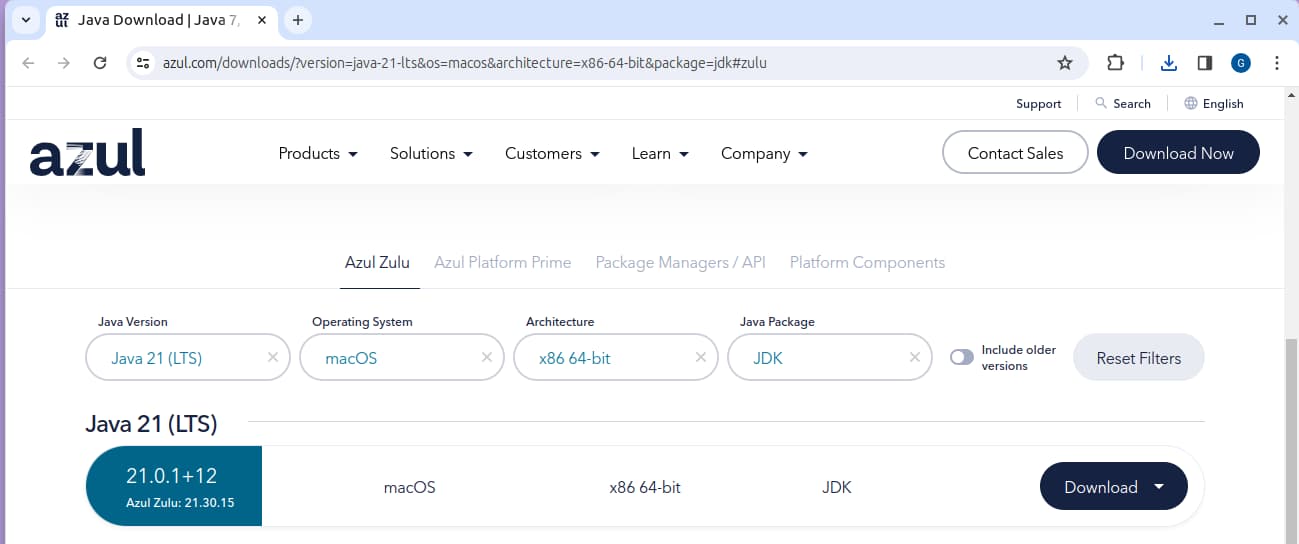 Java Download | Java 7,
azul.com/downloads/?version=java-21-lts&os=macos&architecture=x86-64-bit&package=jdk#zulu
G
Support Search English
azul Products Solutions Customers Learn Company Contact Sales Download Now
Azul Zulu Azul Platform Prime Package Managers / API Platform Components
Java Version Operating System Architecture Java Package
Java 21 (LTS) macOS x86 64-bit JDK Include older versions Reset Filters
Java 21 (LTS)
21.0.1+12
Azul Zulu: 21.30.15
macOS x86 64-bit JDK Download